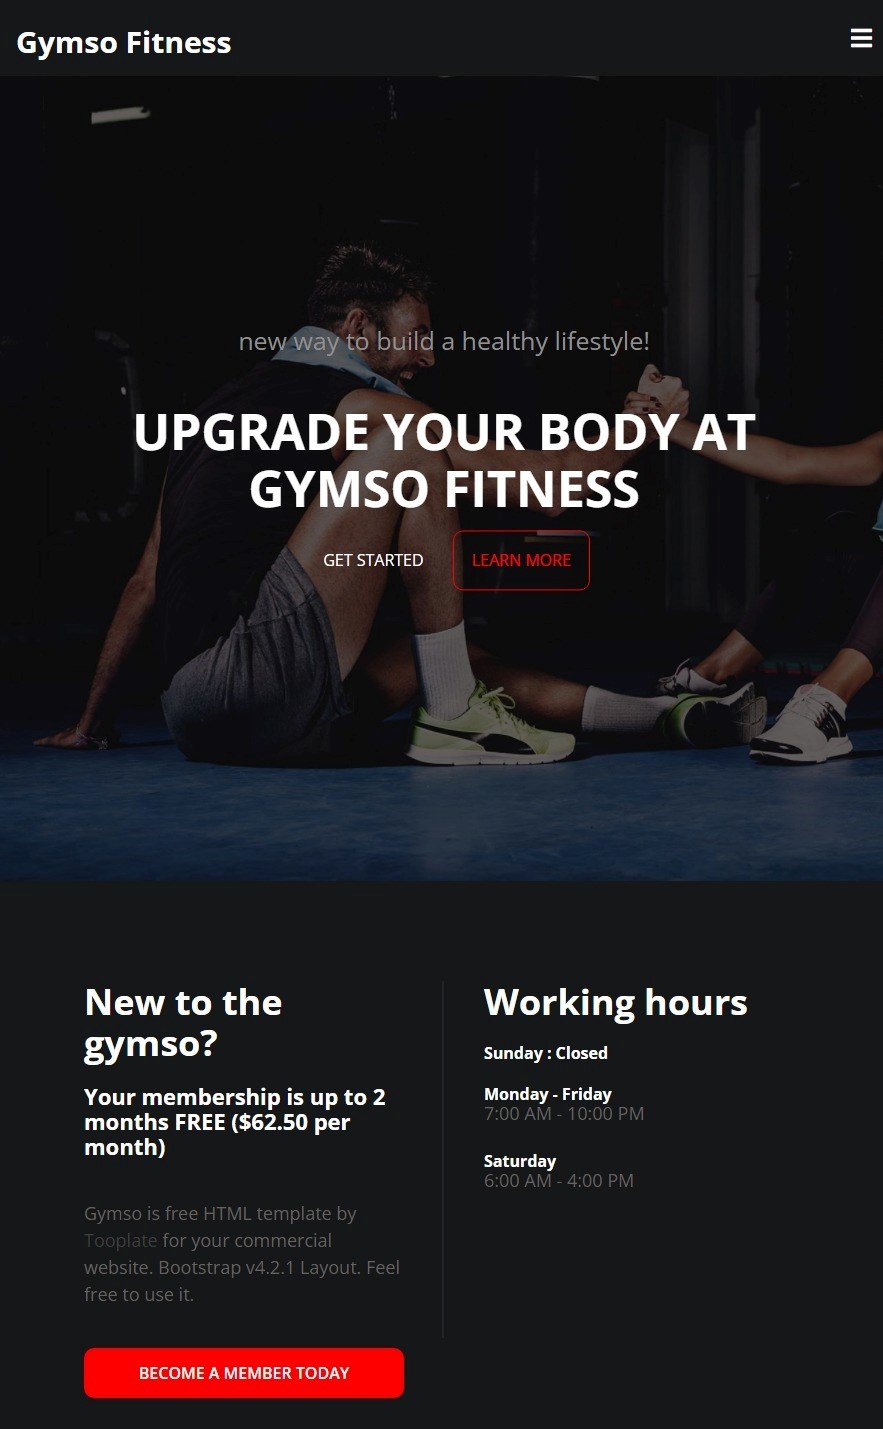 Gymso Fitness
new way to build a healthy lifestyle!
UPGRADE YOUR BODY AT
GYMSO FITNESS
GET STARTED
LEARN MORE
New to the
gymso?
Your membership is up to 2
months FREE ($62.50 per
month)
Gymso is free HTML template by
Tooplate for your commercial
website. Bootstrap v4.2.1 Layout. Feel
free to use it.
BECOME A MEMBER TODAY
Working hours
Sunday : Closed
Monday - Friday
7:00 AM - 10:00 PM
Saturday
6:00 AM - 4:00 PM